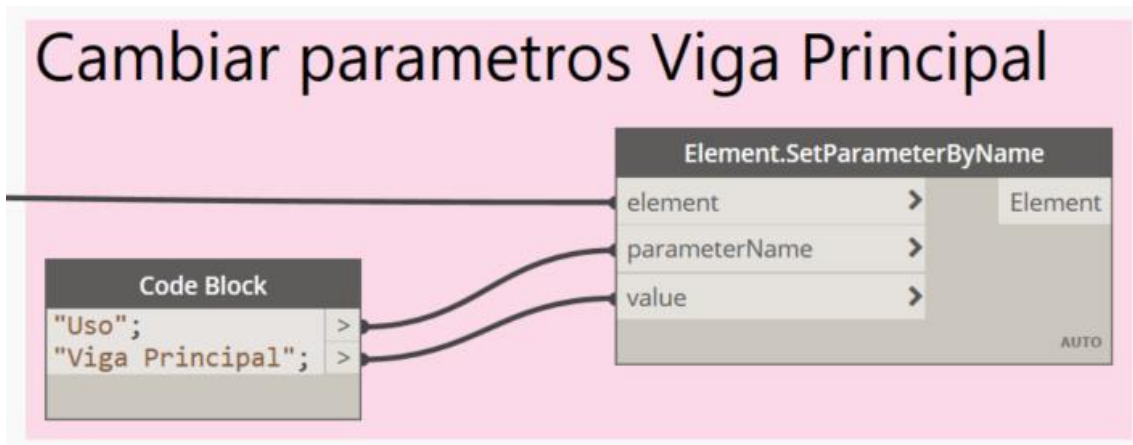 Cambiar parametros Viga Principal
Element.SetParameterByName
element > Element
parameterName >
value >
AUTO
Code Block
"Uso"; >
"Viga Principal"; >